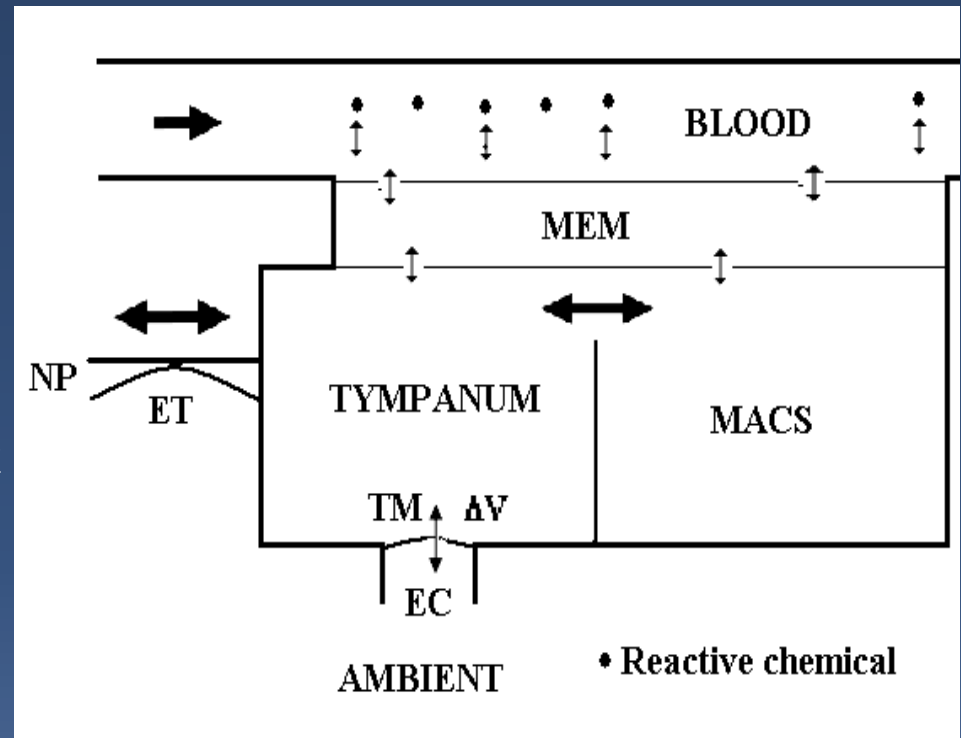 BLOOD
MEM
NP
ET
TYMPANUM
MACS
TM ΔV
EC
AMBIENT
• Reactive chemical